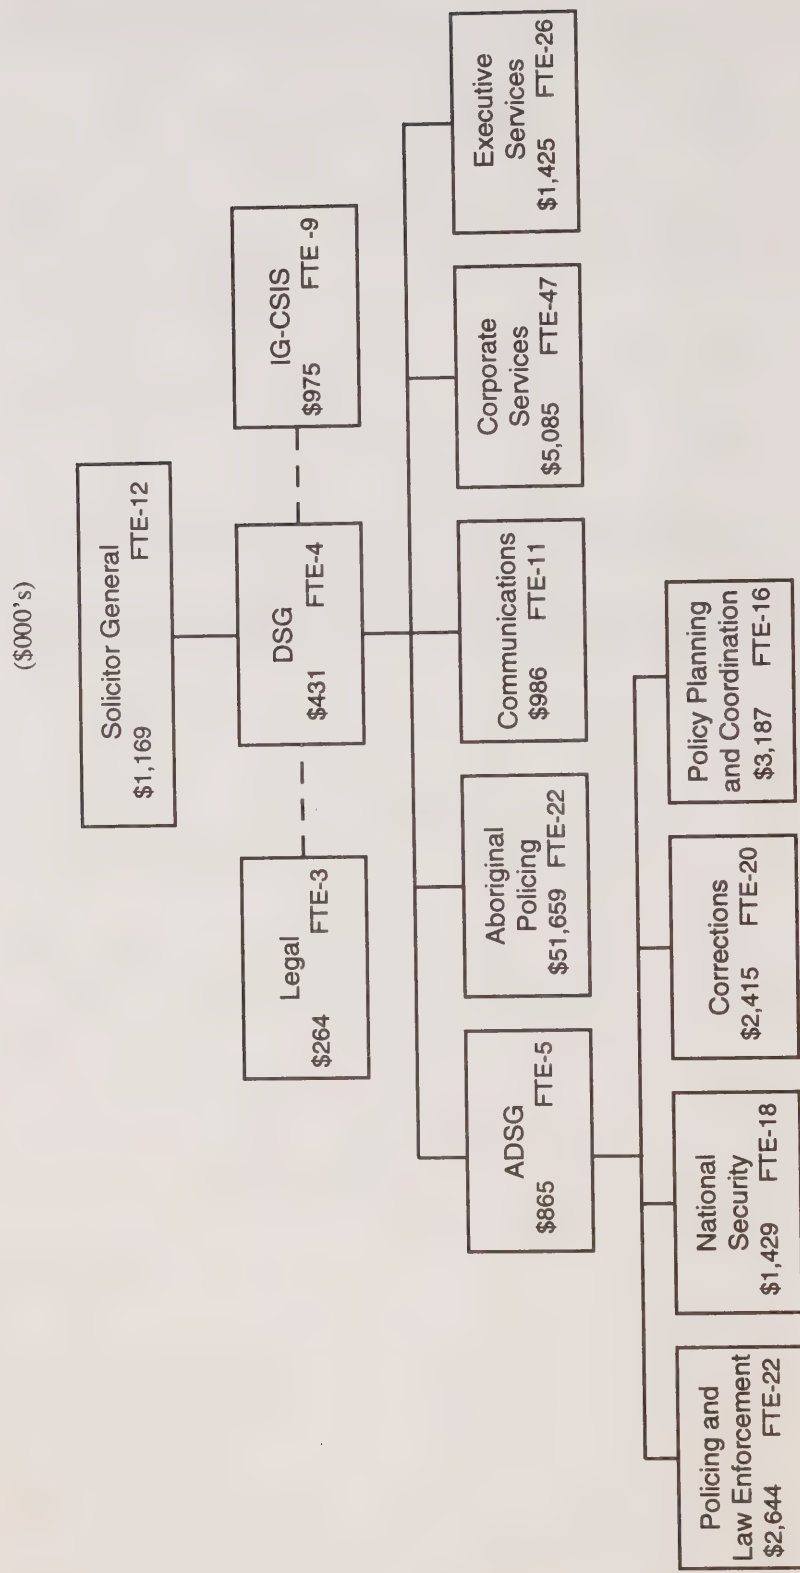 ($000's)
Solicitor General
$1,169 FTE-12
Legal
$264 FTE-3
DSG
$431 FTE-4
IG-CSIS
$975 FTE -9
ADSG
$865 FTE-5
Aboriginal
Policing
$51,659 FTE-22
Communications
$986 FTE-11
Corporate
Services
$5,085 FTE-47
Executive
Services
$1,425 FTE-26
Policing and
Law Enforcement
$2,644 FTE-22
National
Security
$1,429 FTE-18
Corrections
$2,415 FTE-20
Policy Planning
and Coordination
$3,187 FTE-16